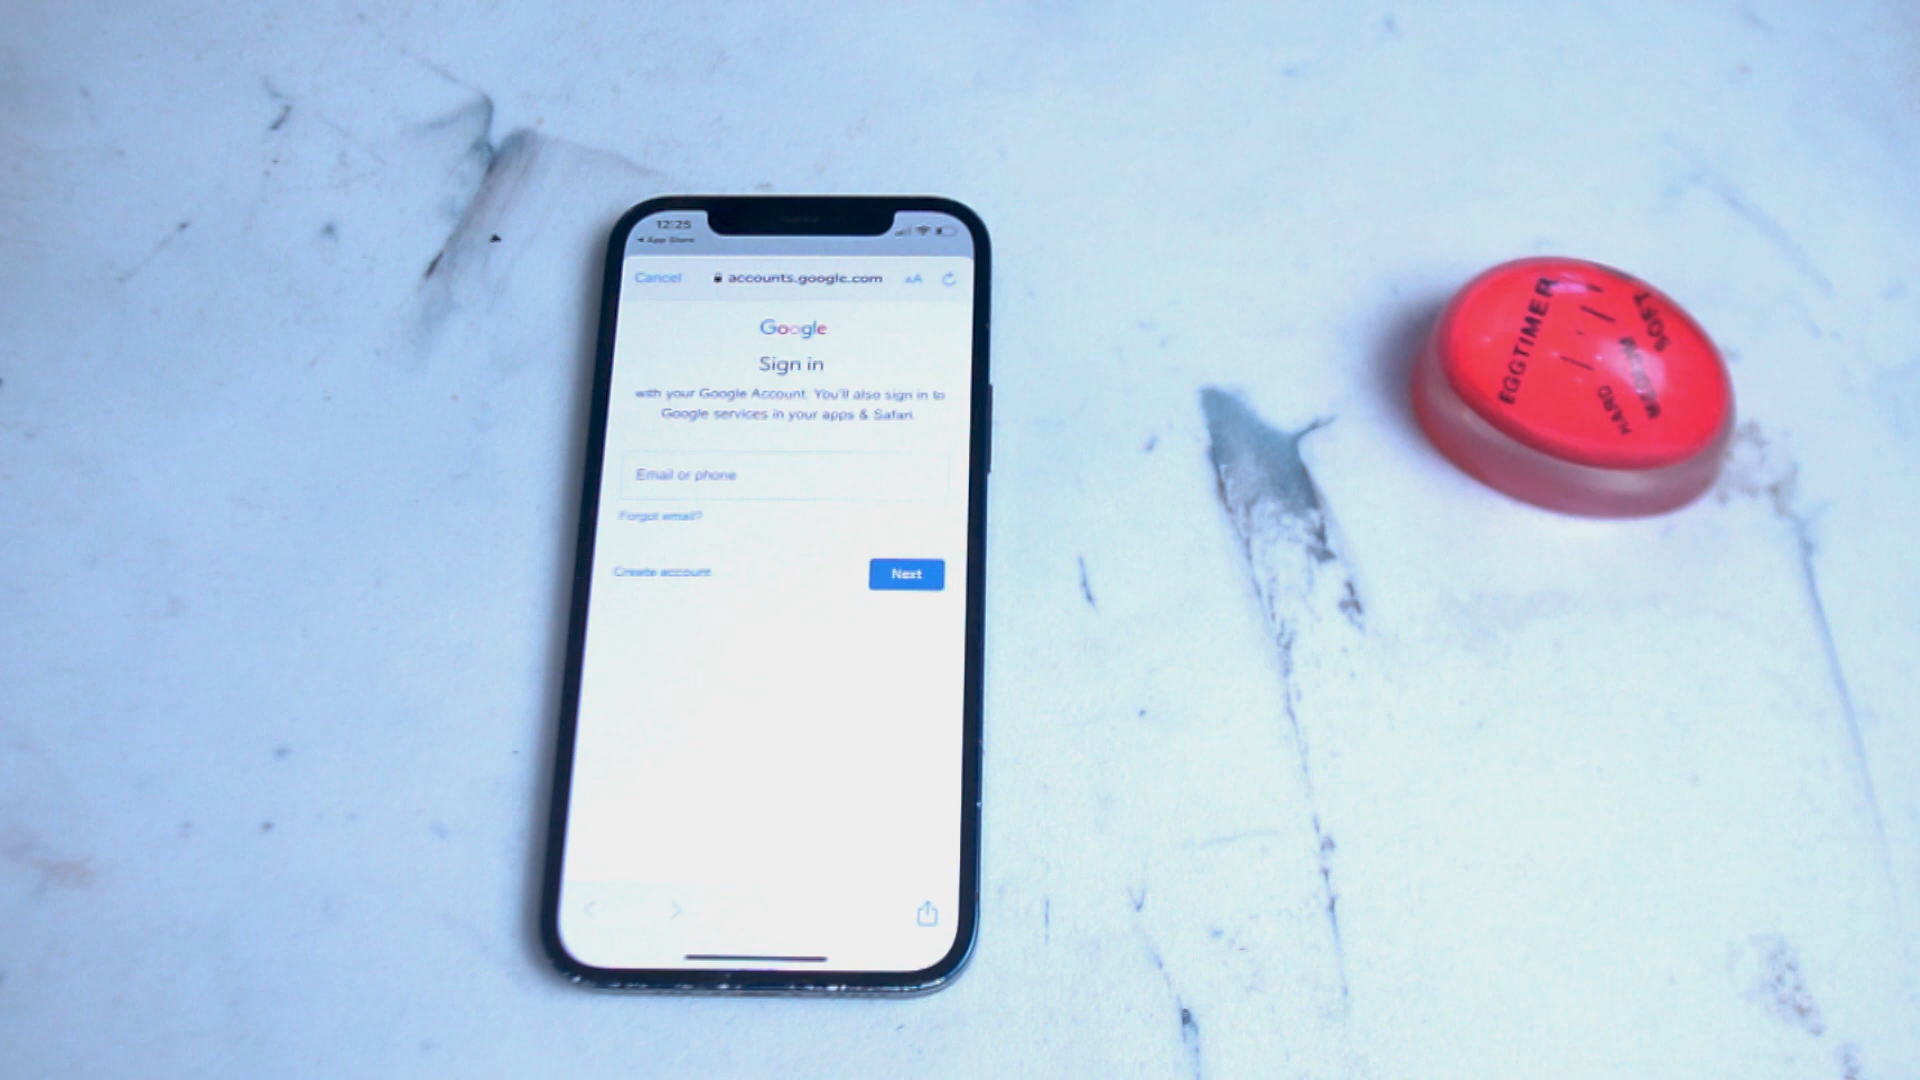 12:25
App Store
Cancel
accounts.google.com
AA
Google
Sign in
with your Google Account. You'll also sign in to
Google services in your apps & Safari.
Email or phone
Forgot email?
Create account
Next
EGGTIMER
SOFT
MEDIUM
HARD